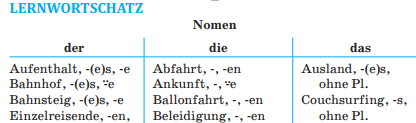 LERNWORTSCHATZ
Nomen
der die das
Aufenthalt, -(e)s, -e Abfahrt, -, -en Ausland, -(e)s,
Bahnhof, -(e)s, ⸚e Ankunft, -, ⸚e ohne Pl.
Bahnsteig, -(e)s, -e Ballonfahrt, -, -en Couchsurfing, -s,
Einzelreisende, -en, Beleidigung, -, -en ohne Pl.